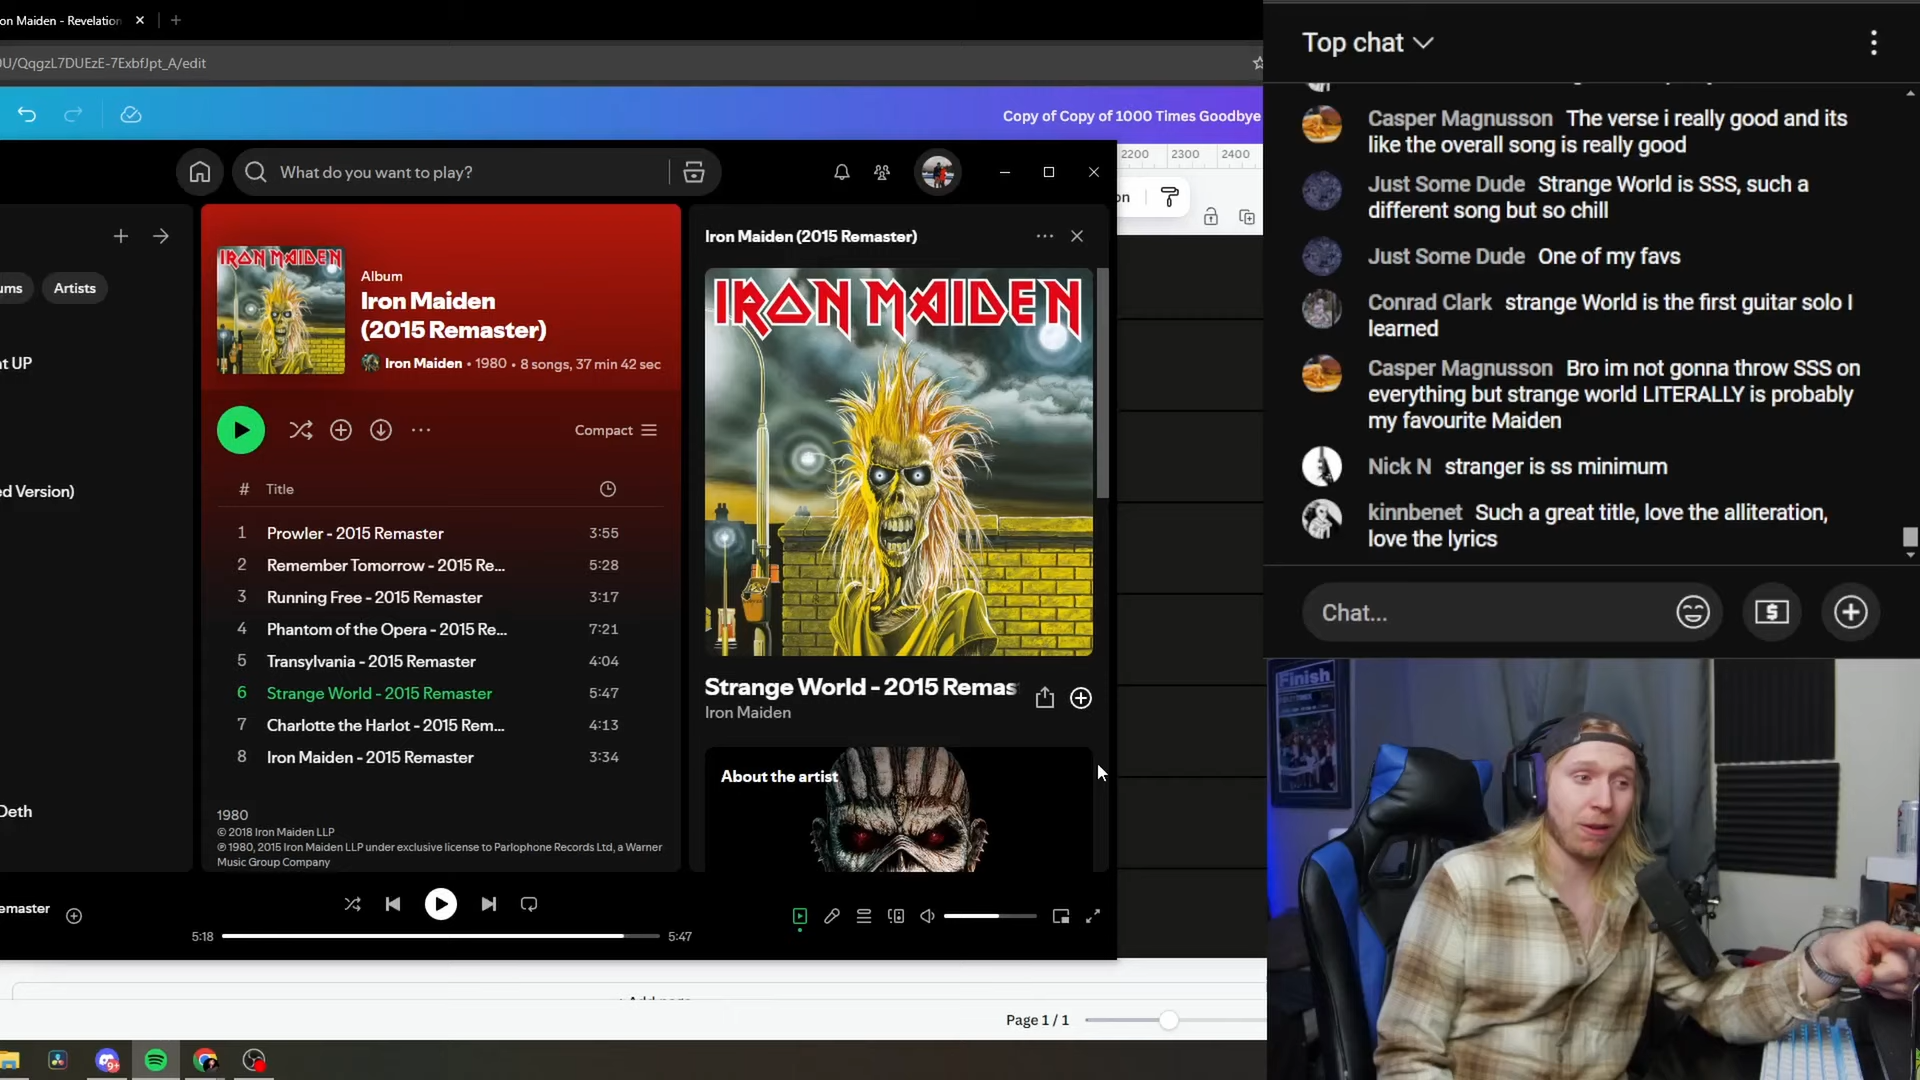 on Maiden - Revelation
0U/QqgzL7DUEzE-7ExbfJpt_A/edit
Copy of Copy of 1000 Times Goodbye
2200 2300 2400
on
What do you want to play?
ums
Artists
at UP
ed Version)
Deth
emaster
IRON MAIDEN
Album
Iron Maiden
(2015 Remaster)
Iron Maiden • 1980 • 8 songs, 37 min 42 sec
Compact
# Title
1 Prowler - 2015 Remaster 3:55
2 Remember Tomorrow - 2015 Re... 5:28
3 Running Free - 2015 Remaster 3:17
4 Phantom of the Opera - 2015 Re... 7:21
5 Transylvania - 2015 Remaster 4:04
6 Strange World - 2015 Remaster 5:47
7 Charlotte the Harlot - 2015 Rem... 4:13
8 Iron Maiden - 2015 Remaster 3:34
1980
© 2018 Iron Maiden LLP
℗ 1980, 2015 Iron Maiden LLP under exclusive license to Parlophone Records Ltd, a Warner
Music Group Company
Iron Maiden (2015 Remaster)
IRON MAIDEN
Strange World - 2015 Remas
Iron Maiden
About the artist
5:18
5:47
Page 1 / 1
9+
Top chat
Casper Magnusson The verse i really good and its
like the overall song is really good
Just Some Dude Strange World is SSS, such a
different song but so chill
Just Some Dude One of my favs
Conrad Clark strange World is the first guitar solo I
learned
Casper Magnusson Bro im not gonna throw SSS on
everything but strange world LITERALLY is probably
my favourite Maiden
Nick N stranger is ss minimum
kinnbenet Such a great title, love the alliteration,
love the lyrics
Chat...
Finish